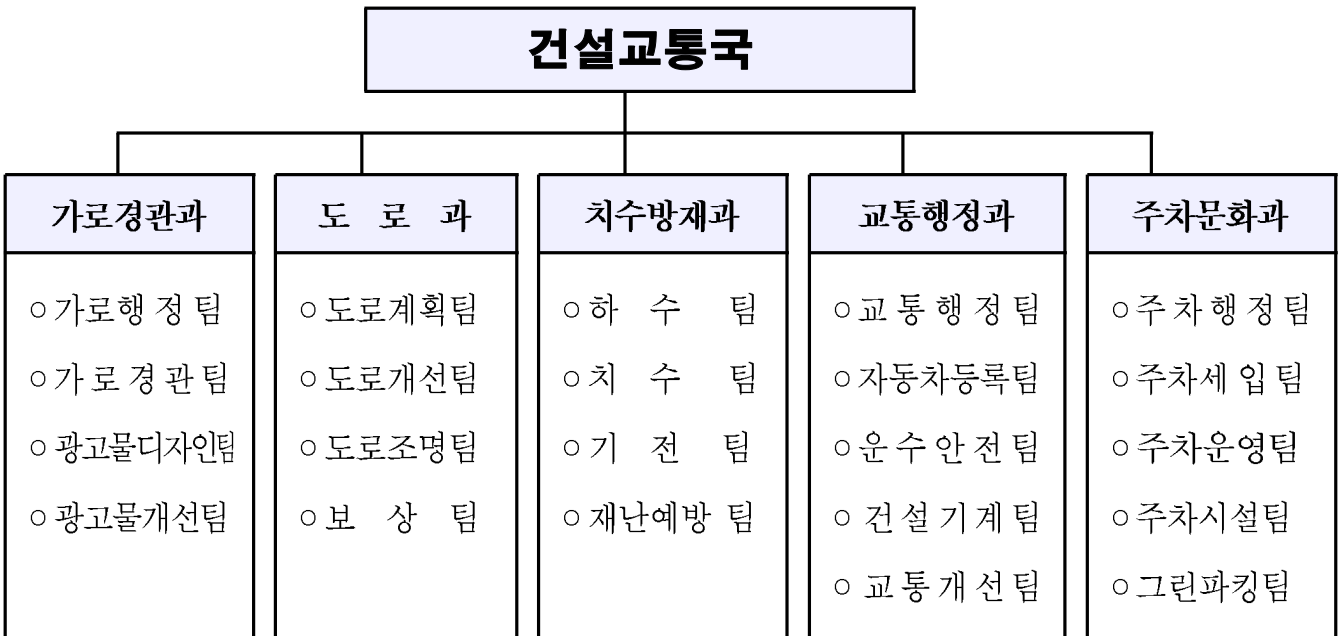 건설교통국
가로경관과
○ 가로행정팀
○ 가로경관팀
○ 광고물디자인팀
○ 광고물개선팀
도 로 과
○ 도로계획팀
○ 도로개선팀
○ 도로조명팀
○ 보 상 팀
치수방재과
○ 하 수 팀
○ 치 수 팀
○ 기 전 팀
○ 재난예방 팀
교통행정과
○ 교통행정팀
○ 자동차등록팀
○ 운수안전팀
○ 건설기계팀
○ 교통개선팀
주차문화과
○ 주차행정팀
○ 주차세입팀
○ 주차운영팀
○ 주차시설팀
○ 그린파킹팀